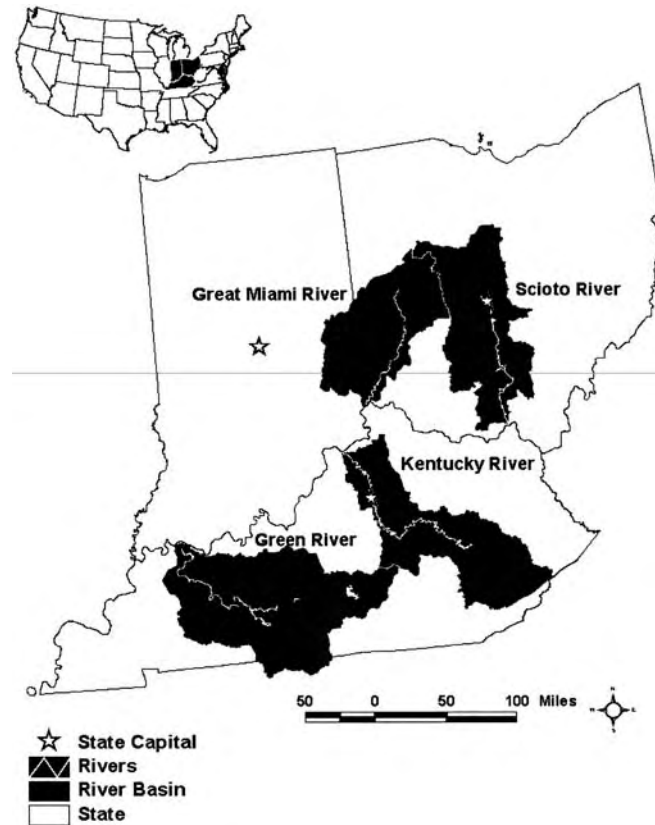 Great Miami River
Scioto River
Kentucky River
Green River
50 0 50 100 Miles
N
W E
S
State Capital
Rivers
River Basin
State